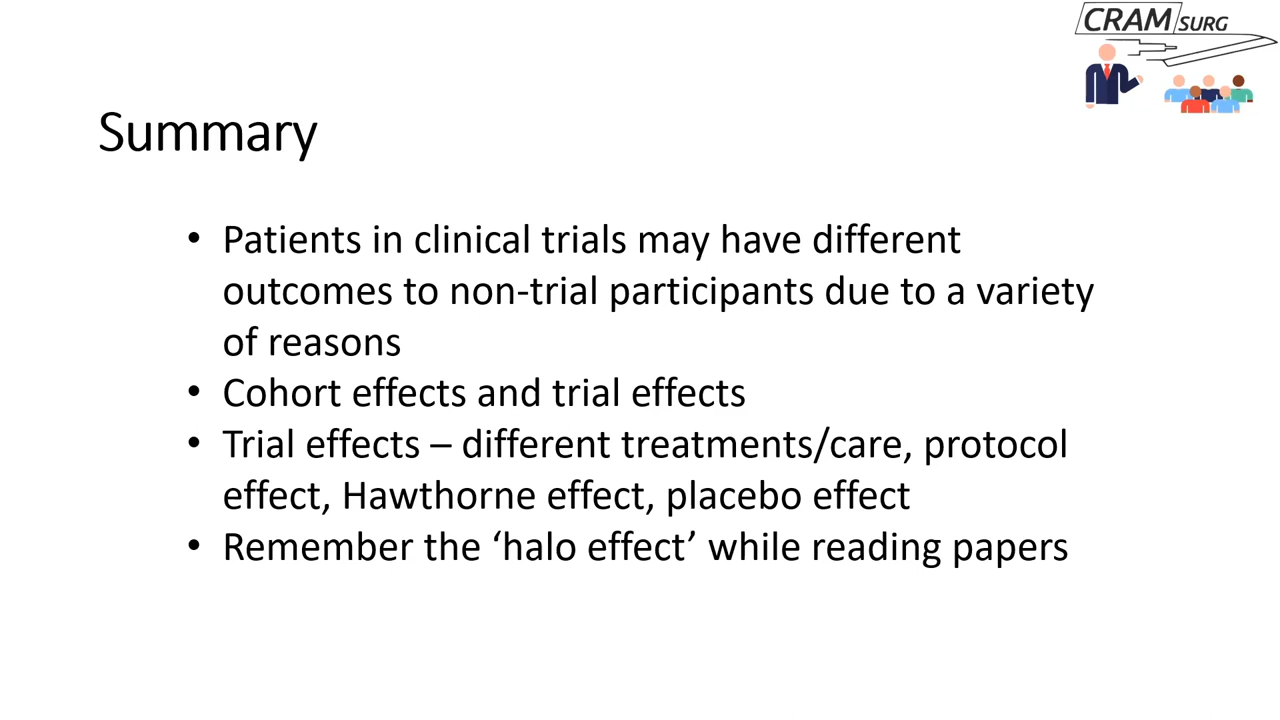 CRAM SURG
Summary
• Patients in clinical trials may have different
outcomes to non-trial participants due to a variety
of reasons
• Cohort effects and trial effects
• Trial effects – different treatments/care, protocol
effect, Hawthorne effect, placebo effect
• Remember the ‘halo effect’ while reading papers